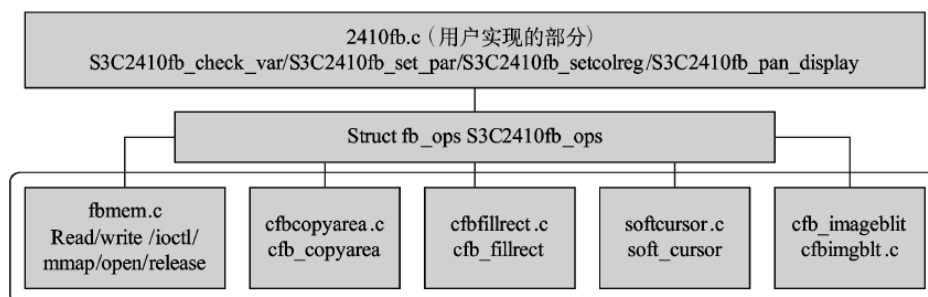 2410fb.c（用户实现的部分）
S3C2410fb_check_var/S3C2410fb_set_par/S3C2410fb_setcolreg/S3C2410fb_pan_display
Struct fb_ops S3C2410fb_ops
fbmem.c
Read/write /ioctl/
mmap/open/release
cfbcopyarea.c
cfb_copyarea
cfbfillrect.c
cfb_fillrect
softcursor.c
soft_cursor
cfb_imageblit
cfbimgblt.c